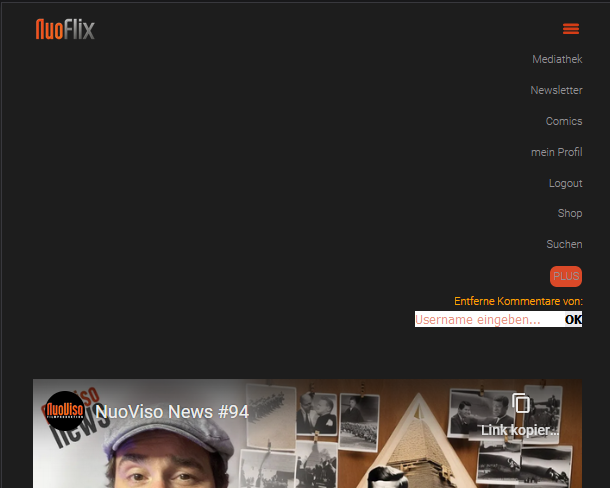 NuoFlix
Mediathek
Newsletter
Comics
mein Profil
Logout
Shop
Suchen
PLUS
Entferne Kommentare von:
Username eingeben... OK
NuoViso
NuoViso News #94
Link kopier...
NuoViso
News